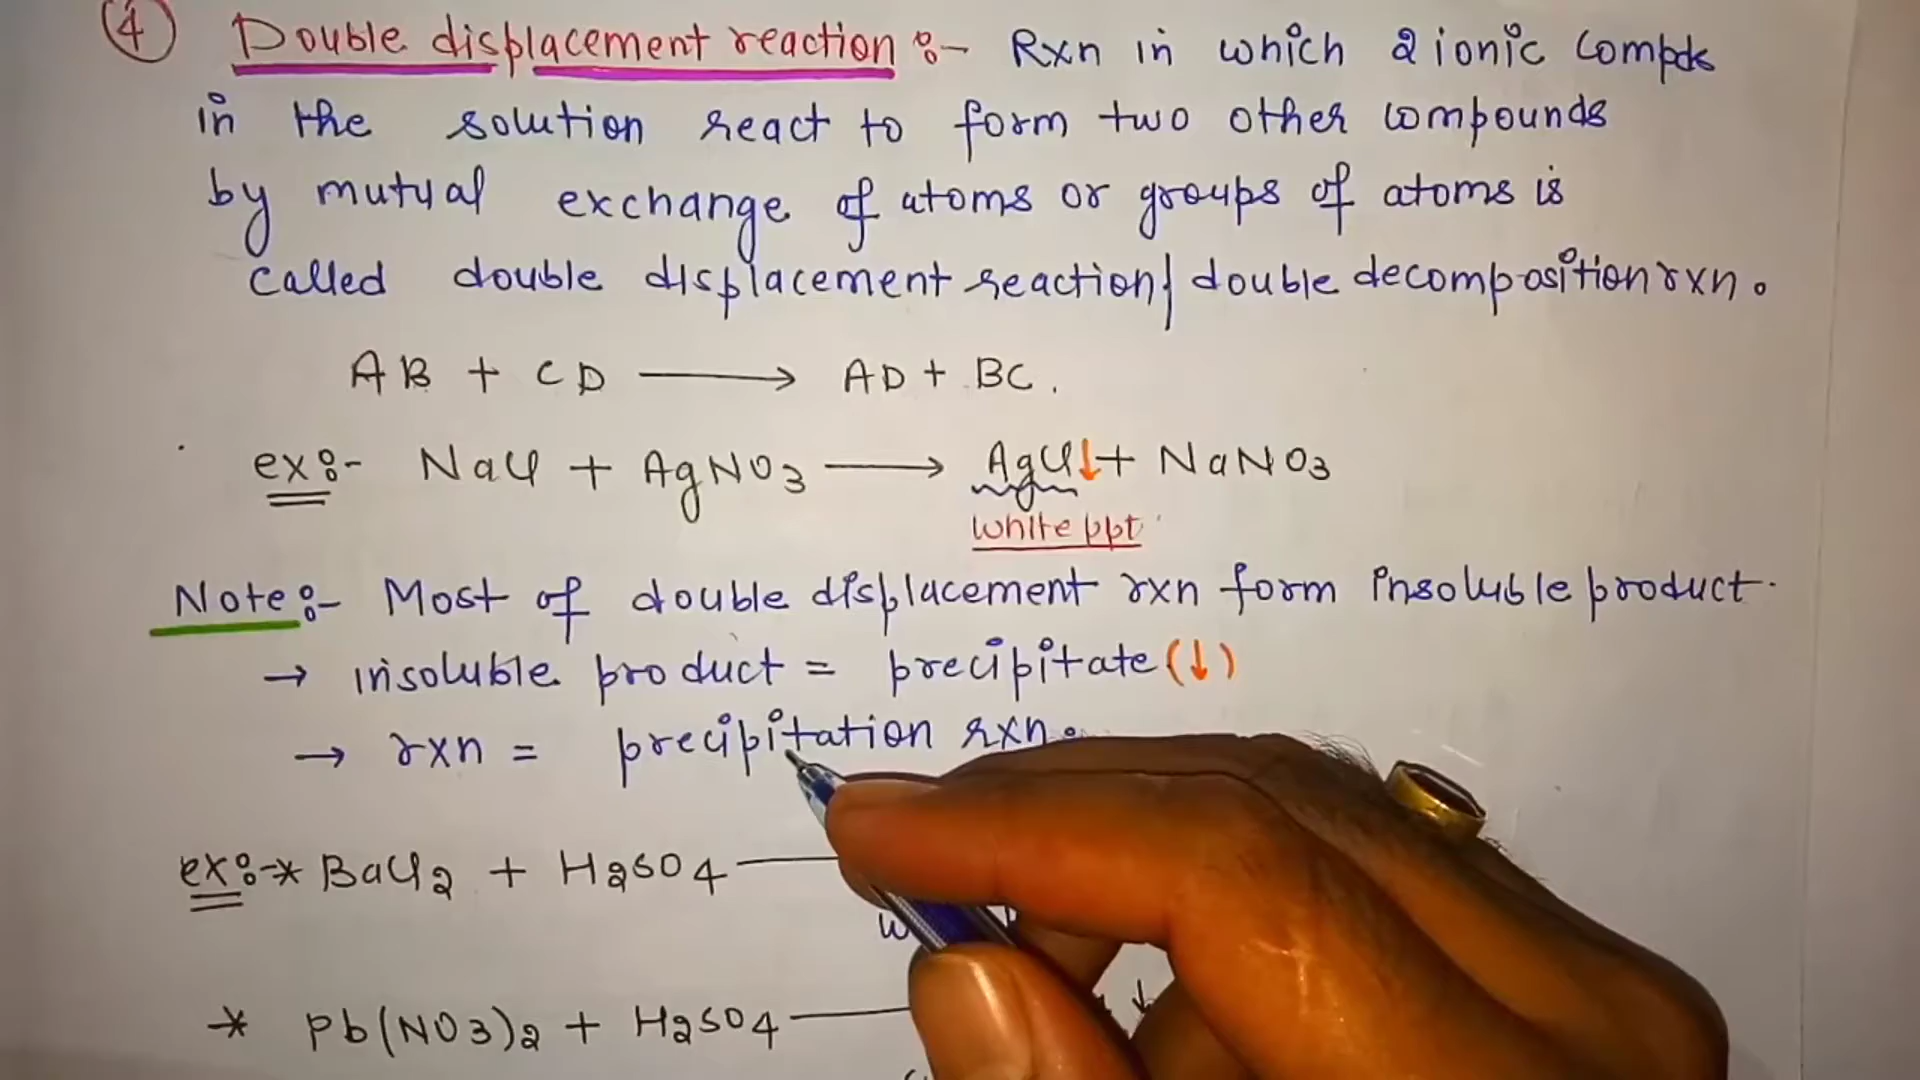 4 Double displacement reaction :- Rxn in which 2 ionic compds
in the solution react to form two other compounds
by mutual exchange of atoms or groups of atoms is
called double displacement reaction/ double decomposition rxn.
AB + CD ⟶ AD + BC.
ex:- NaCl + AgNO3 ⟶ AgCl↓ + NaNO3
white ppt
Note:- Most of double displacement rxn form insoluble product.
→ insoluble product = precipitate (↓)
→ rxn = precipitation rxn.
ex:-* BaCl2 + H2SO4
* Pb(NO3)2 + H2SO4 ↓